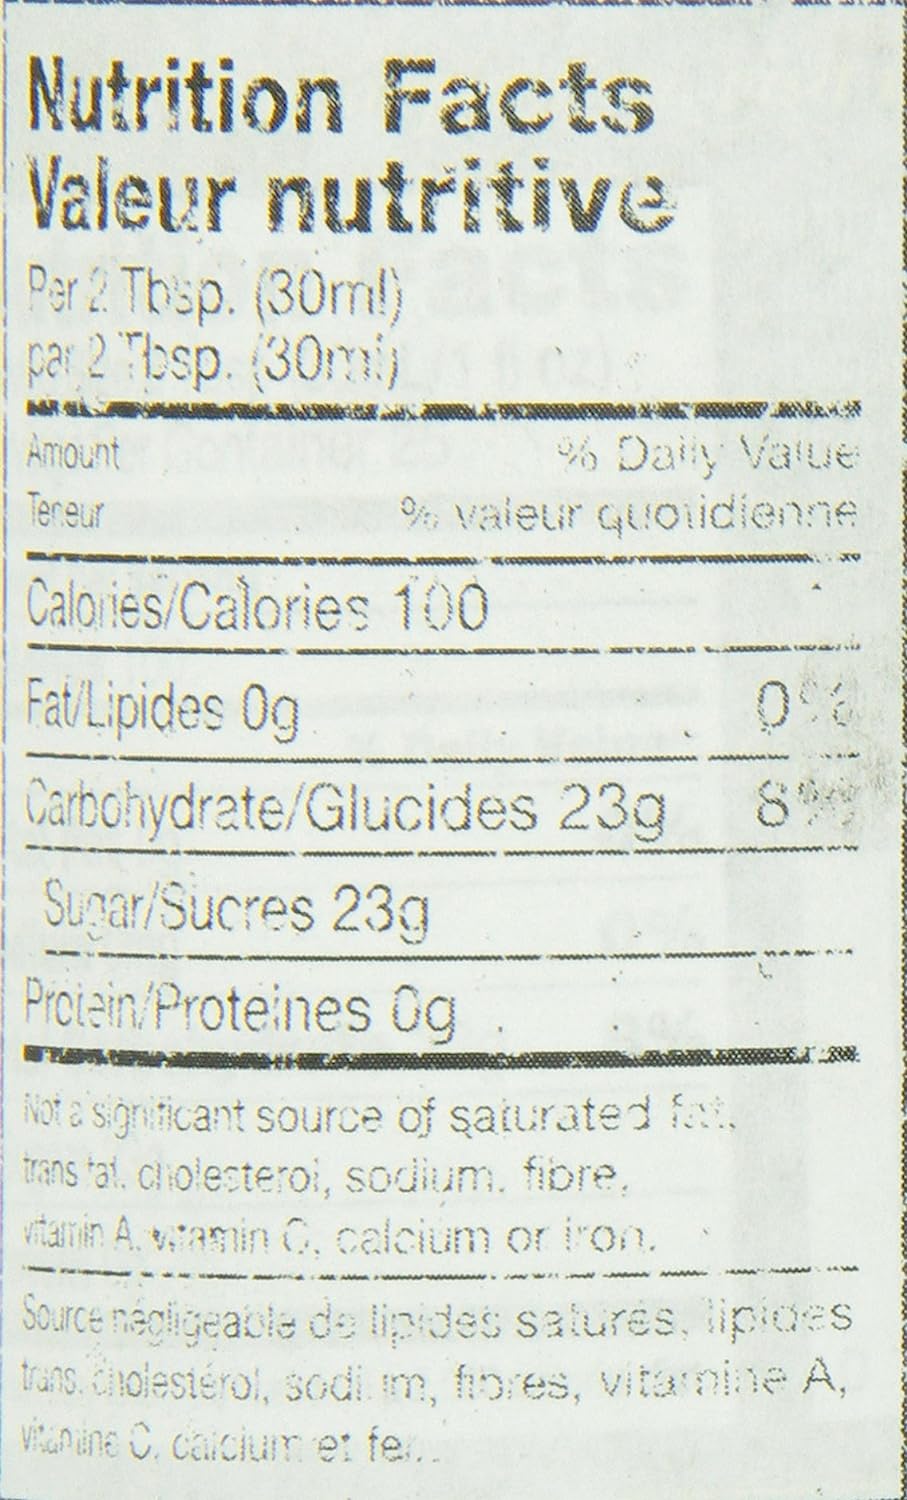 Nutrition Facts
Valeur nutritive
Per 2 Tbsp. (30ml)
par 2 Tbsp. (30ml)
Amount % Daily Value
Teneur % valeur quotidienne
Calories/Calories 100
Fat/Lipides 0g 0%
Carbohydrate/Glucides 23g 8%
Sugar/Sucres 23g
Protein/Proteines 0g
Not a significant source of saturated fat,
trans fat, cholesterol, sodium, fibre,
vitamin A, vitamin C, calcium or iron.
Source négligeable de lipides saturés, lipides
trans, cholestérol, sodium, fibres, vitamine A,
vitamine C, calcium et fer.